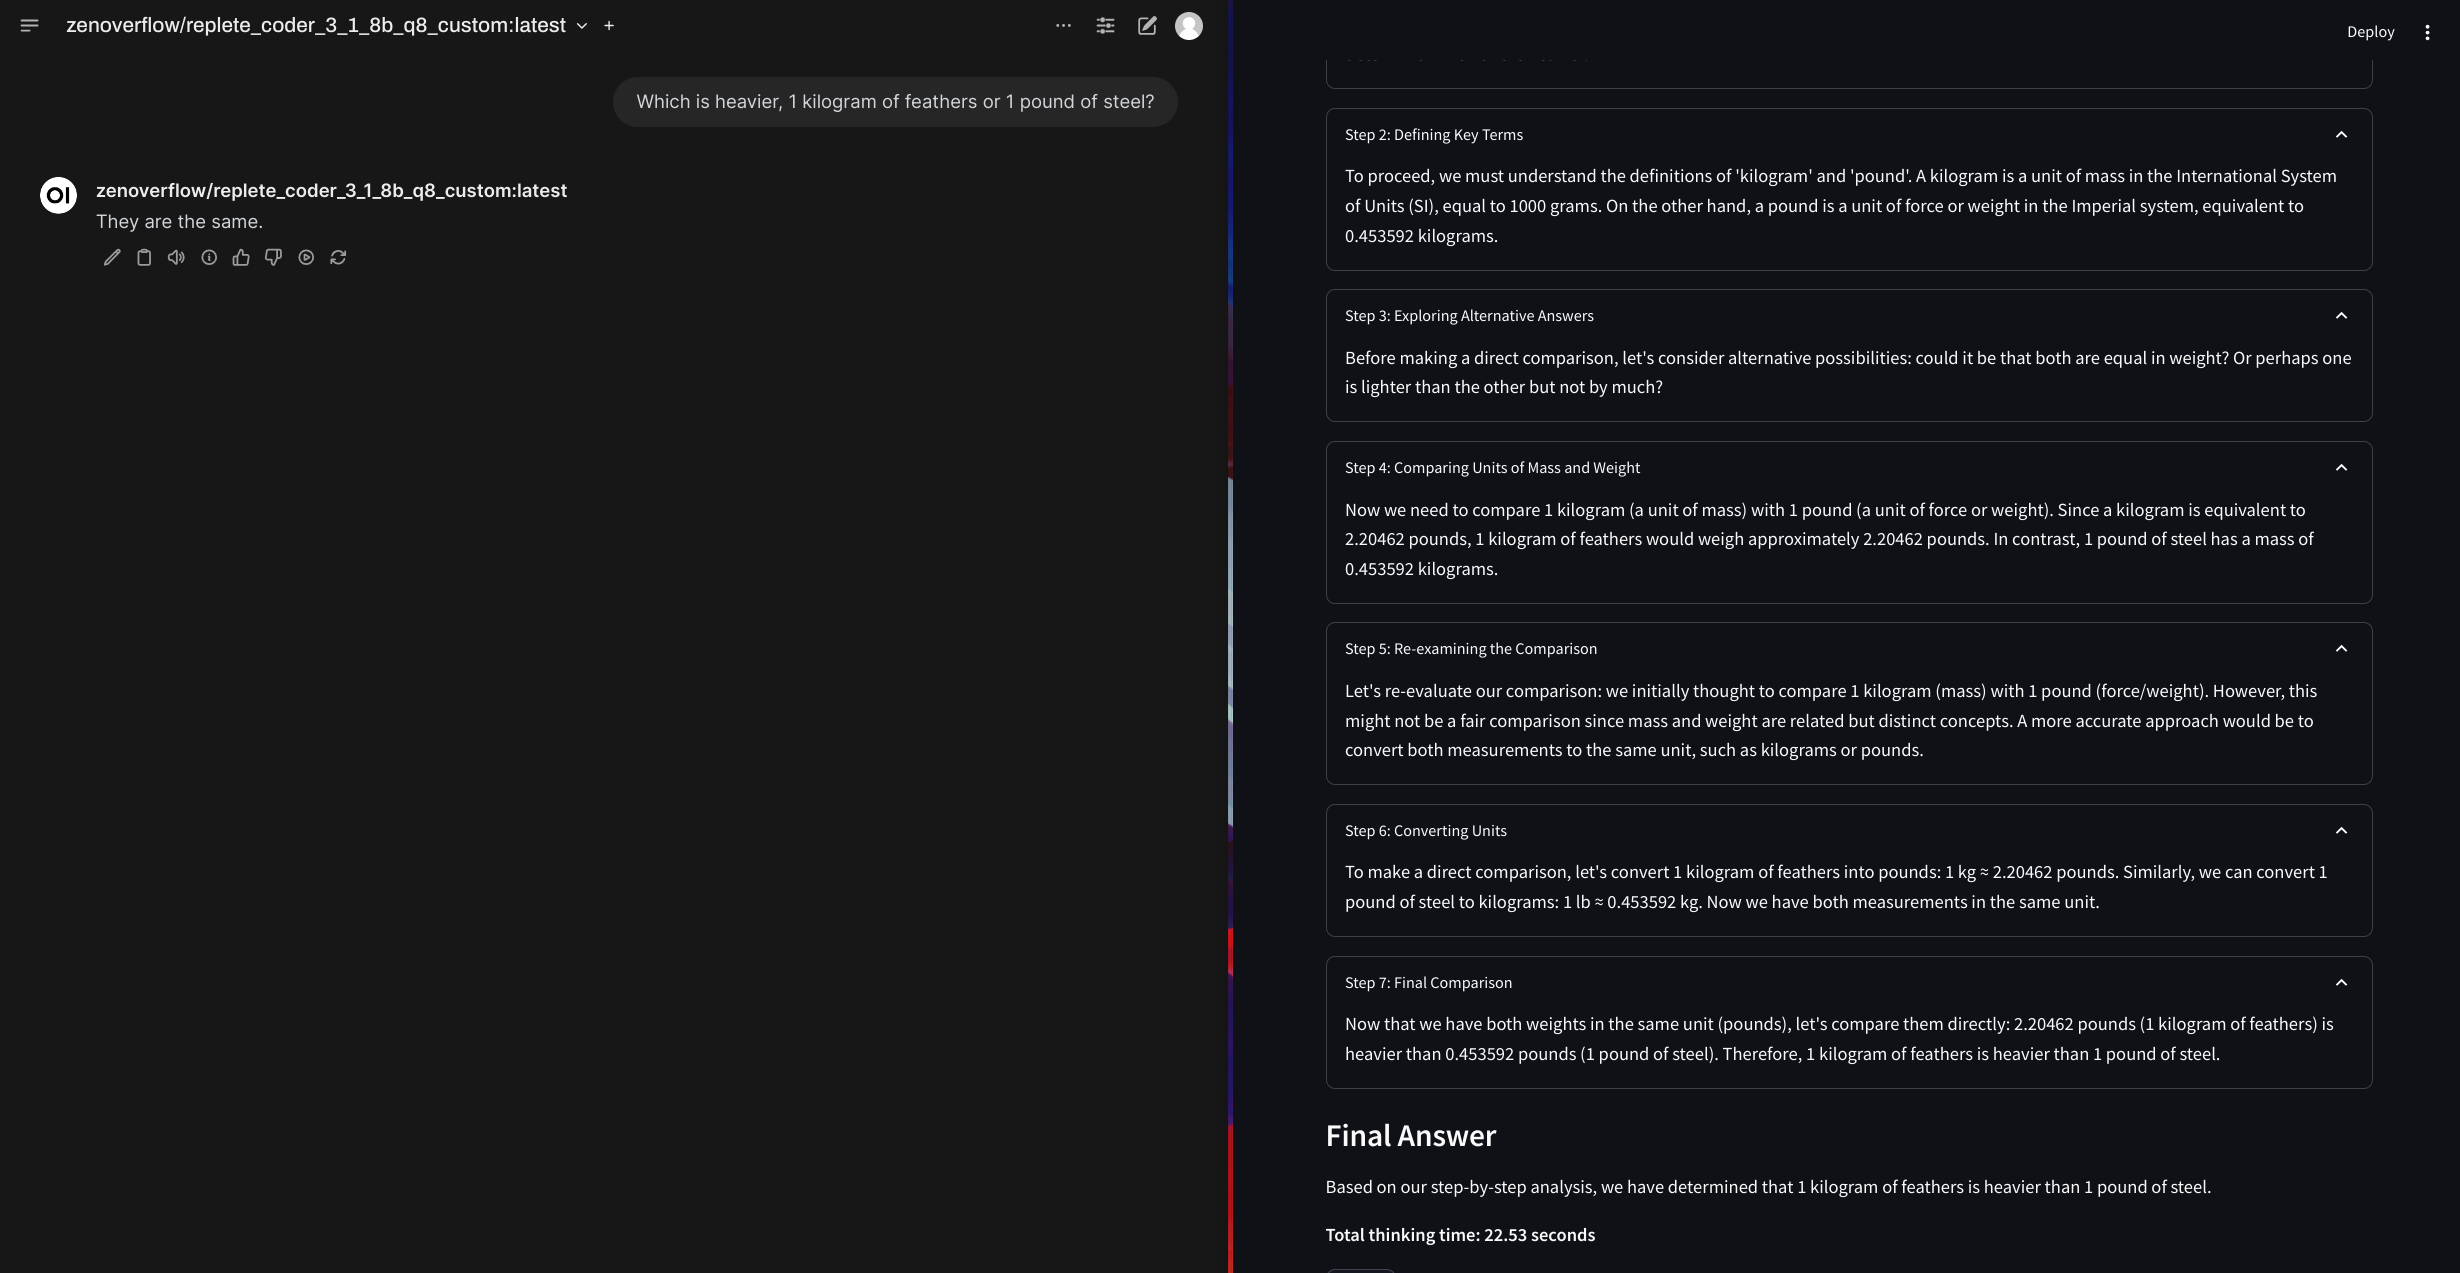 zenoverflow/replete_coder_3_1_8b_q8_custom:latest
Which is heavier, 1 kilogram of feathers or 1 pound of steel?
OI
zenoverflow/replete_coder_3_1_8b_q8_custom:latest
They are the same.
Deploy
Step 2: Defining Key Terms
To proceed, we must understand the definitions of 'kilogram' and 'pound'. A kilogram is a unit of mass in the International System
of Units (SI), equal to 1000 grams. On the other hand, a pound is a unit of force or weight in the Imperial system, equivalent to
0.453592 kilograms.
Step 3: Exploring Alternative Answers
Before making a direct comparison, let's consider alternative possibilities: could it be that both are equal in weight? Or perhaps one
is lighter than the other but not by much?
Step 4: Comparing Units of Mass and Weight
Now we need to compare 1 kilogram (a unit of mass) with 1 pound (a unit of force or weight). Since a kilogram is equivalent to
2.20462 pounds, 1 kilogram of feathers would weigh approximately 2.20462 pounds. In contrast, 1 pound of steel has a mass of
0.453592 kilograms.
Step 5: Re-examining the Comparison
Let's re-evaluate our comparison: we initially thought to compare 1 kilogram (mass) with 1 pound (force/weight). However, this
might not be a fair comparison since mass and weight are related but distinct concepts. A more accurate approach would be to
convert both measurements to the same unit, such as kilograms or pounds.
Step 6: Converting Units
To make a direct comparison, let's convert 1 kilogram of feathers into pounds: 1 kg ≈ 2.20462 pounds. Similarly, we can convert 1
pound of steel to kilograms: 1 lb ≈ 0.453592 kg. Now we have both measurements in the same unit.
Step 7: Final Comparison
Now that we have both weights in the same unit (pounds), let's compare them directly: 2.20462 pounds (1 kilogram of feathers) is
heavier than 0.453592 pounds (1 pound of steel). Therefore, 1 kilogram of feathers is heavier than 1 pound of steel.
Final Answer
Based on our step-by-step analysis, we have determined that 1 kilogram of feathers is heavier than 1 pound of steel.
Total thinking time: 22.53 seconds